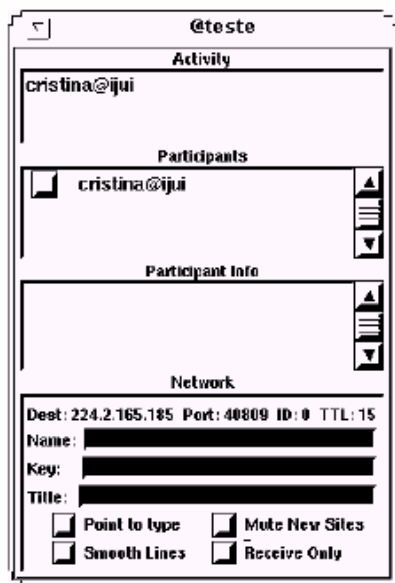 @teste
Activity
cristina@ijui
Participants
cristina@ijui
Participant Info
Network
Dest: 224.2.165.185 Port: 40809 ID: 0 TTL: 15
Name:
Key:
Title:
Point to type
Mute New Sites
Smooth Lines
Receive Only